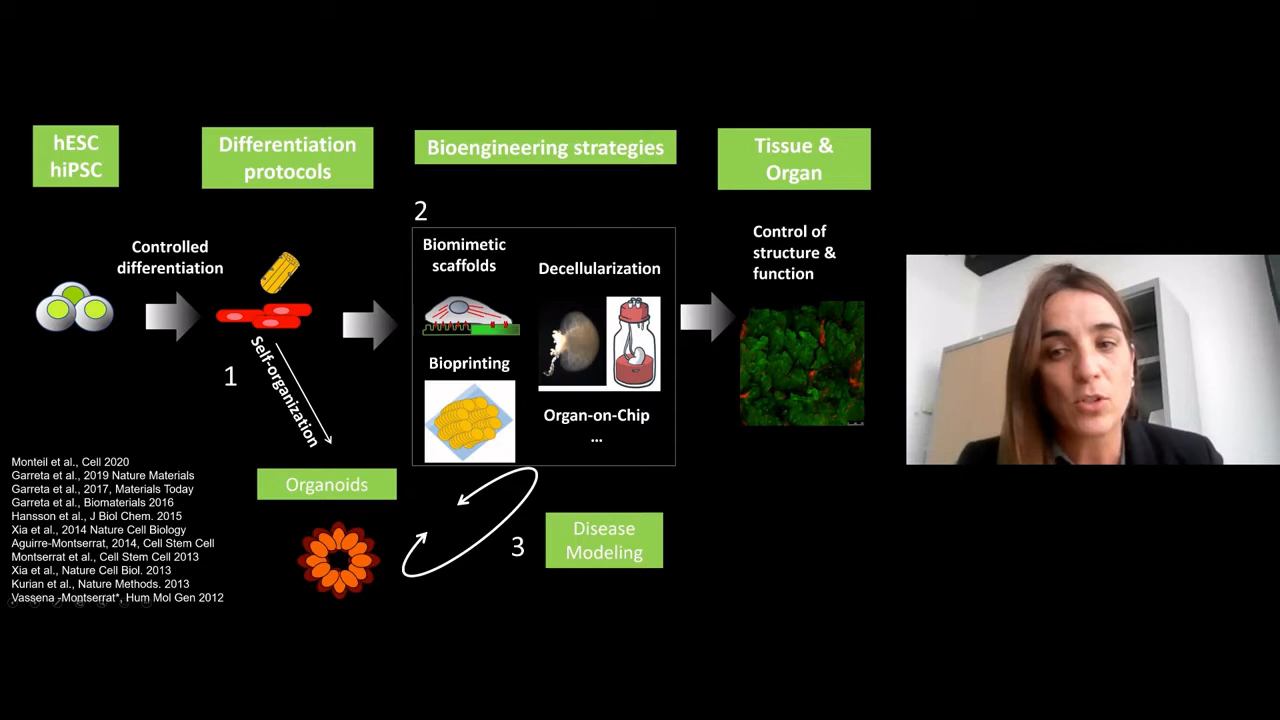 hESC
hiPSC
Differentiation
protocols
Bioengineering strategies
Tissue &
Organ
Controlled
differentiation
1
Self-organization
Organoids
2
Biomimetic
scaffolds
Decellularization
Bioprinting
Organ-on-Chip
...
3
Disease
Modeling
Control of
structure &
function
Monteil et al., Cell 2020
Garreta et al., 2019 Nature Materials
Garreta et al., 2017, Materials Today
Garreta et al., Biomaterials 2016
Hansson et al., J Biol Chem. 2015
Xia et al., 2014 Nature Cell Biology
Aguirre-Montserrat, 2014, Cell Stem Cell
Montserrat et al., Cell Stem Cell 2013
Xia et al., Nature Cell Biol. 2013
Kurian et al., Nature Methods. 2013
Vassena -Montserrat*, Hum Mol Gen 2012